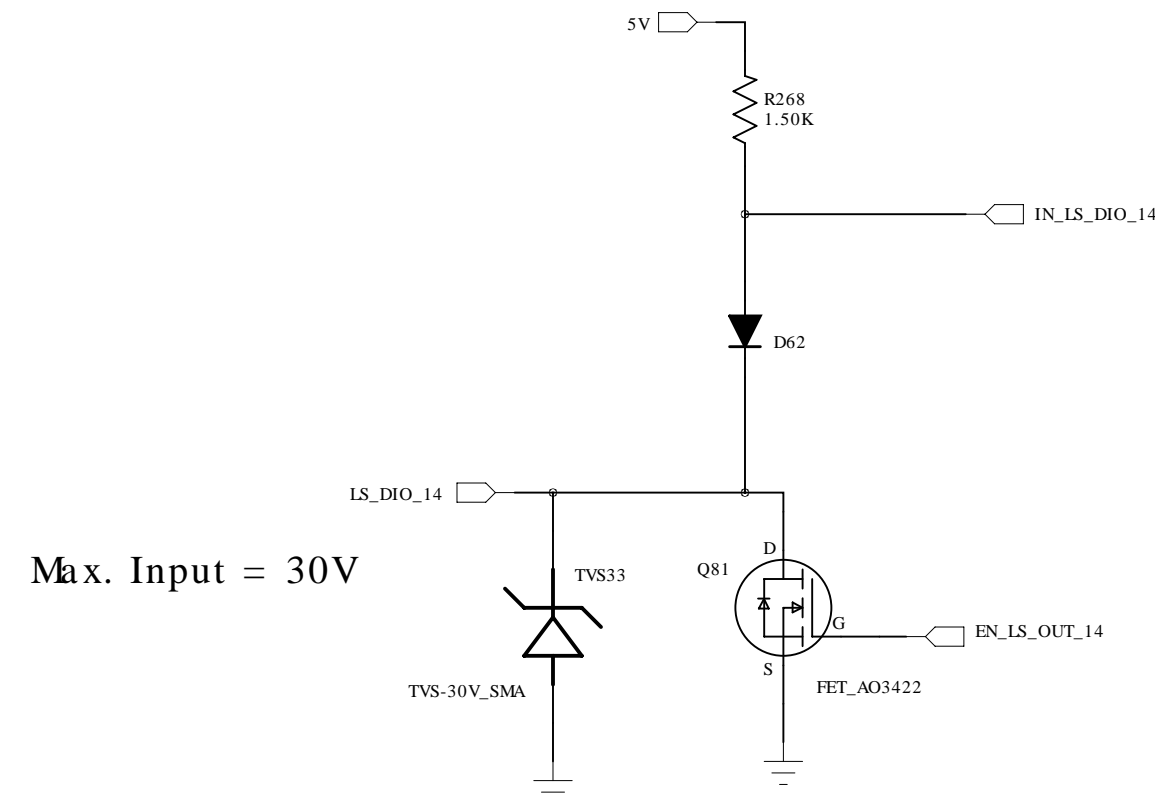 5V
R268
1.50K
IN_LS_DIO_14
D62
LS_DIO_14
D
Max. Input = 30V
TVS33
Q81
G
EN_LS_OUT_14
S
TVS-30V_SMA
FET_AO3422